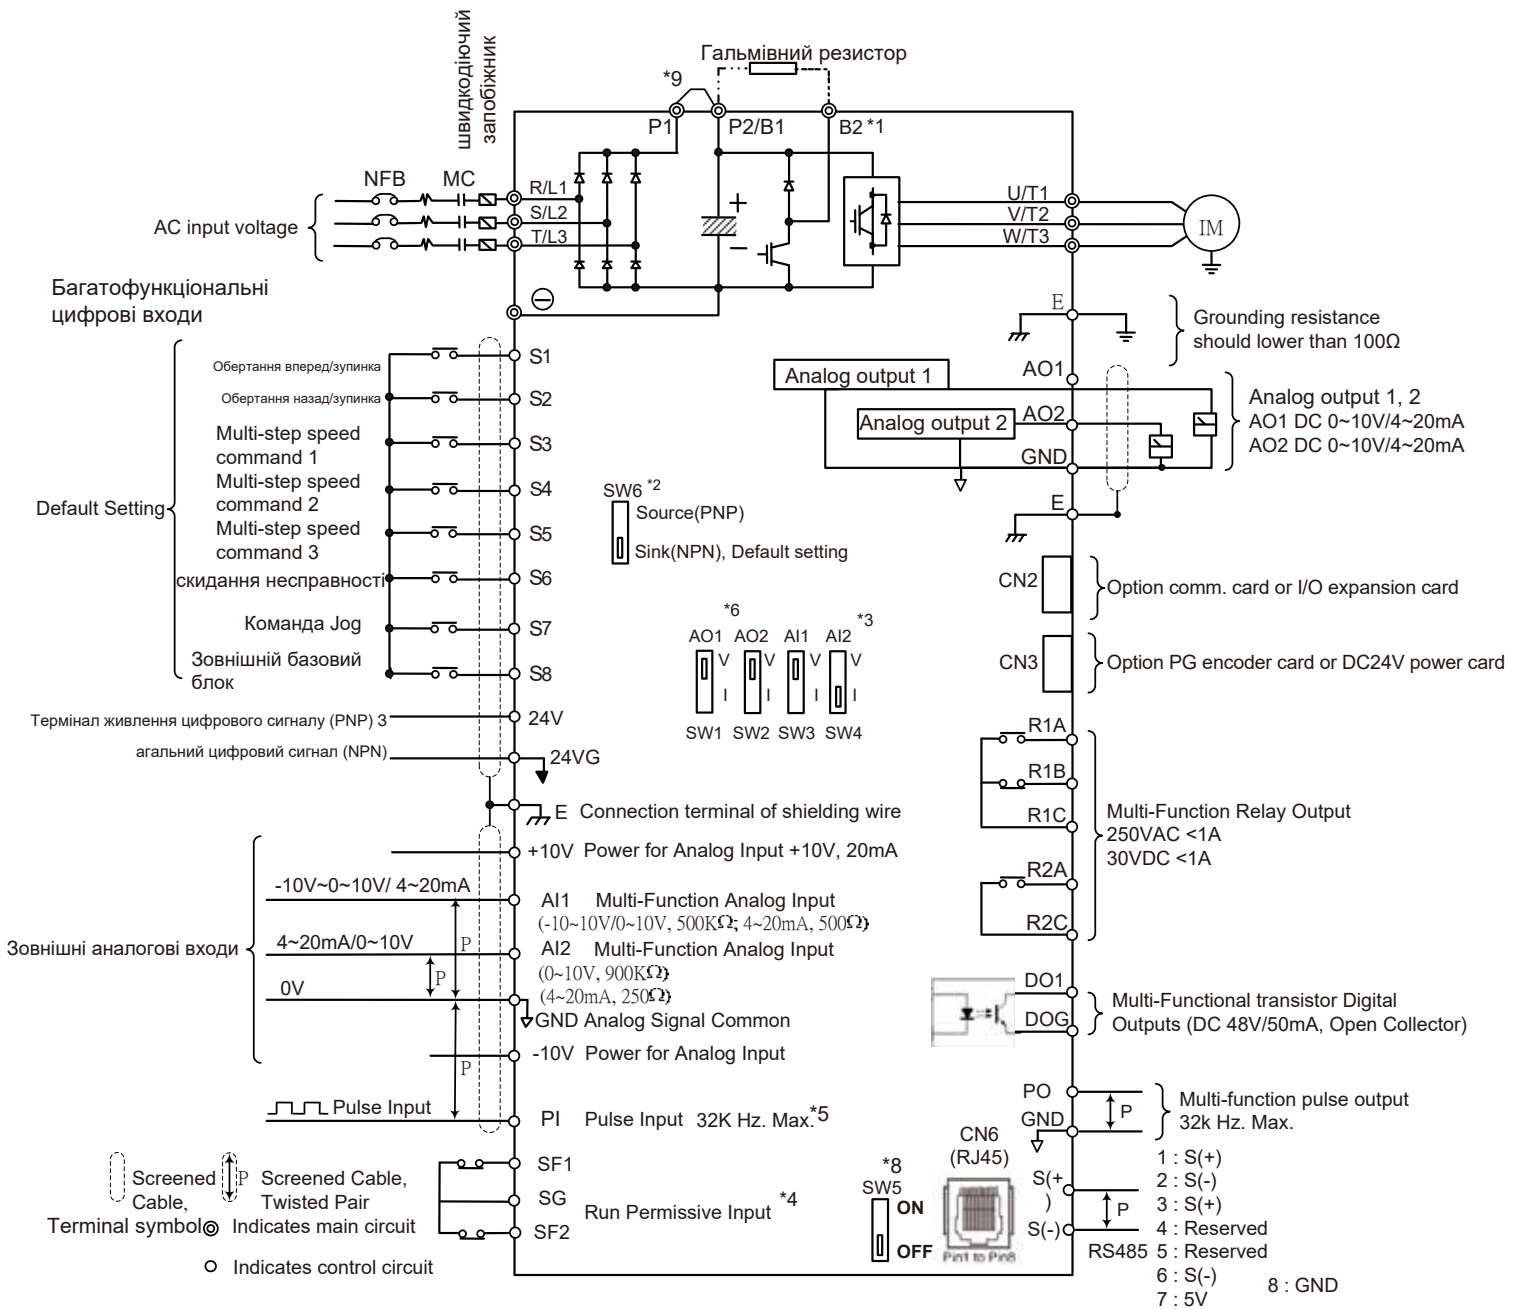 швидкодіючий
запобіжник
Гальмівний резистор
*9
P1
P2/B1
B2 *1
NFB
MC
AC input voltage
R/L1
S/L2
T/L3
+
−
U/T1
V/T2
W/T3
IM
Багатофункціональні
цифрові входи
E
Grounding resistance
should lower than 100Ω
Default Setting
Обертання вперед/зупинка
S1
Обертання назад/зупинка
S2
Multi-step speed
command 1
S3
Multi-step speed
command 2
S4
Multi-step speed
command 3
S5
скидання несправності
S6
Команда Jog
S7
Зовнішній базовий
блок
S8
Термінал живлення цифрового сигналу (PNP) 3
24V
агальний цифровий сигнал (NPN)
24VG
E Connection terminal of shielding wire
AO1
Analog output 1
AO2
Analog output 2
GND
E
Analog output 1, 2
AO1 DC 0~10V/4~20mA
AO2 DC 0~10V/4~20mA
SW6 *2
Source(PNP)
Sink(NPN), Default setting
*6
*3
AO1 AO2 AI1 AI2
V V V V
I I I I
SW1 SW2 SW3 SW4
CN2
Option comm. card or I/O expansion card
CN3
Option PG encoder card or DC24V power card
R1A
R1B
R1C
R2A
R2C
Multi-Function Relay Output
250VAC <1A
30VDC <1A
Зовнішні аналогові входи
+10V Power for Analog Input +10V, 20mA
-10V~0~10V/ 4~20mA
AI1 Multi-Function Analog Input
(-10~10V/0~10V, 500KΩ; 4~20mA, 500Ω)
P
4~20mA/0~10V
AI2 Multi-Function Analog Input
(0~10V, 900KΩ)
(4~20mA, 250Ω)
P
0V
GND Analog Signal Common
-10V Power for Analog Input
P
Pulse Input
PI Pulse Input 32K Hz. Max.*5
DO1
DOG
Multi-Functional transistor Digital
Outputs (DC 48V/50mA, Open Collector)
PO
GND
P
Multi-function pulse output
32k Hz. Max.
SF1
SG
SF2
Run Permissive Input *4
*8
SW5
ON
OFF
CN6
(RJ45)
Pin1 to Pin8
S(+
)
S(-)
P
RS485
1 : S(+)
2 : S(-)
3 : S(+)
4 : Reserved
5 : Reserved
6 : S(-)
7 : 5V
8 : GND
Screened
Cable,
P
Screened Cable,
Twisted Pair
Terminal symbol
Indicates main circuit
Indicates control circuit